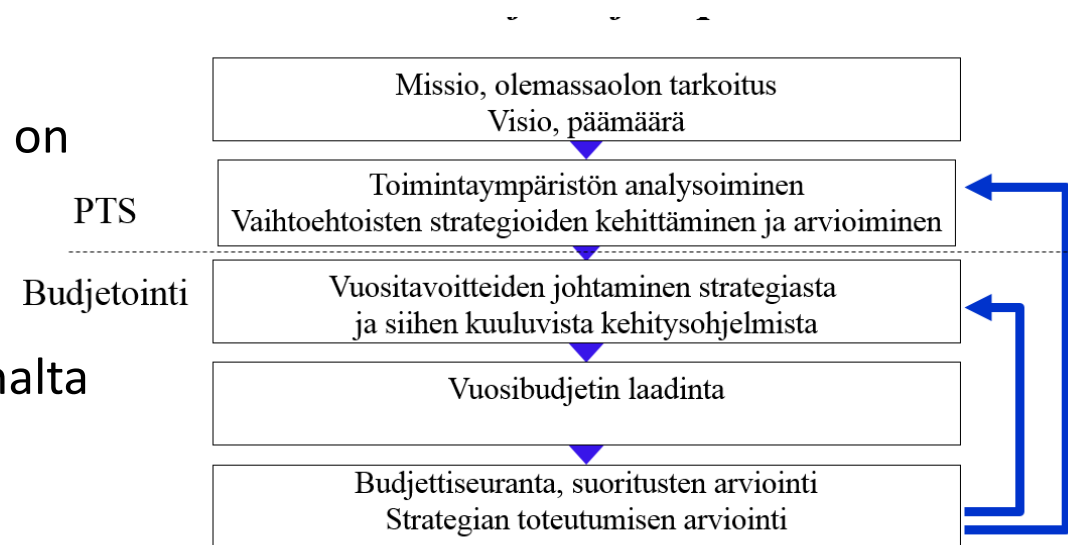 Missio, olemassaolon tarkoitus
Visio, päämäärä
on
Toimintaympäristön analysoiminen
PTS
Vaihtoehtoisten strategioiden kehittäminen ja arvioiminen
Budjetointi
Vuositavoitteiden johtaminen strategiasta
ja siihen kuuluvista kehitysohjelmista
Vuosibudjetin laadinta
Budjettiseuranta, suoritusten arviointi
Strategian toteutumisen arviointi